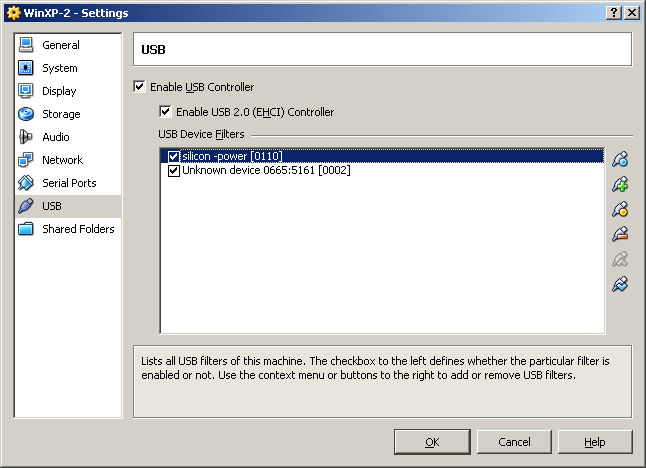 WinXP-2 - Settings
General
System
Display
Storage
Audio
Network
Serial Ports
USB
Shared Folders
USB
Enable USB Controller
Enable USB 2.0 (EHCI) Controller
USB Device Filters
silicon -power [0110]
Unknown device 0665:5161 [0002]
Lists all USB filters of this machine. The checkbox to the left defines whether the particular filter is
enabled or not. Use the context menu or buttons to the right to add or remove USB filters.
OK
Cancel
Help